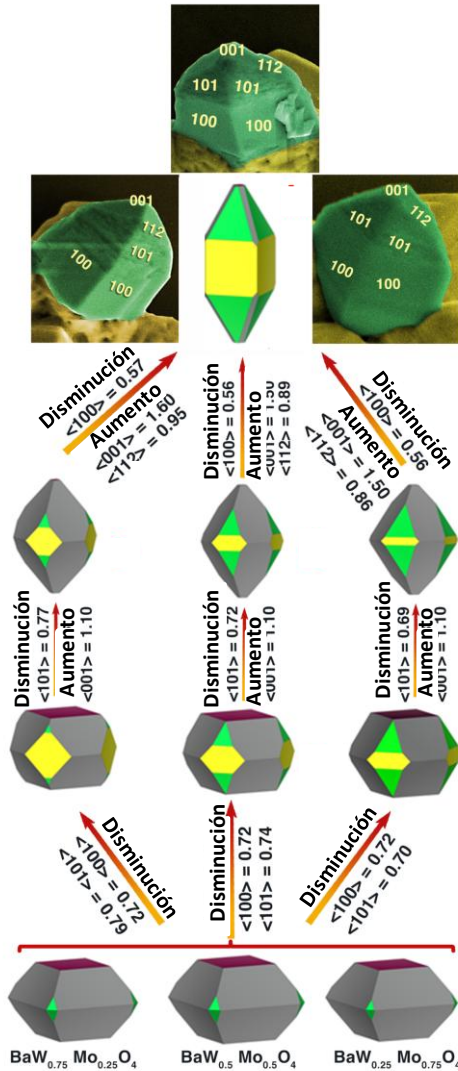 001
112
101
101
100
100
001
112
101
100
100
001
112
101
100
100
Disminución
<100> = 0.57
Aumento
<001> = 1.60
<112> = 0.95
Disminución
<100> = 0.56
Aumento
<001> = 1.50
<112> = 0.89
Disminución
<100> = 0.56
Aumento
<001> = 1.50
<112> = 0.86
Disminución
<101> = 0.77
Aumento
<001> = 1.10
Disminución
<101> = 0.72
Aumento
<001> = 1.10
Disminución
<101> = 0.69
Aumento
<001> = 1.10
Disminución
<100> = 0.72
<101> = 0.79
Disminución
<100> = 0.72
<101> = 0.74
Disminución
<100> = 0.72
<101> = 0.70
BaW0.75 Mo0.25O4
BaW0.5 Mo0.5O4
BaW0.25 Mo0.75O4